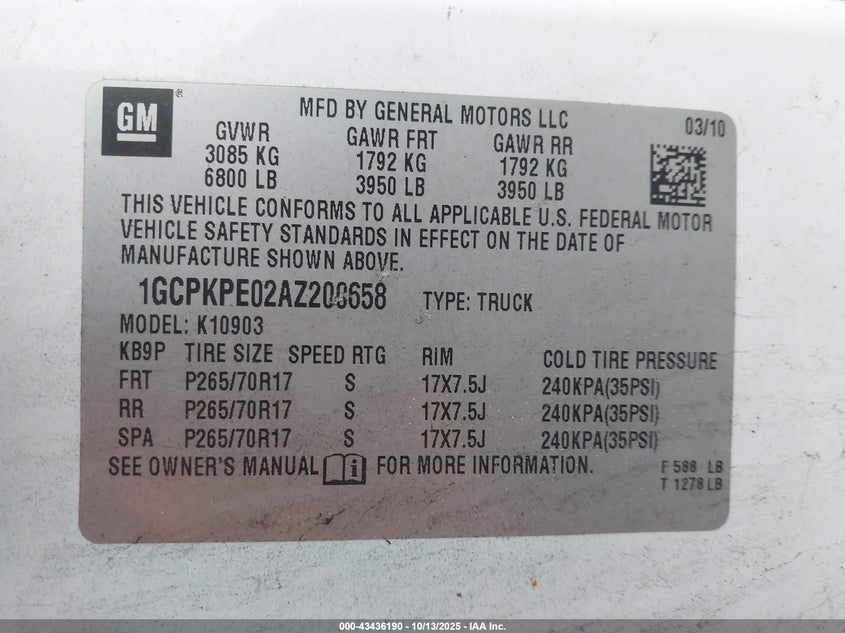 GM
MFD BY GENERAL MOTORS LLC
03/10
GVWR GAWR FRT GAWR RR
3085 KG 1792 KG 1792 KG
6800 LB 3950 LB 3950 LB
THIS VEHICLE CONFORMS TO ALL APPLICABLE U.S. FEDERAL MOTOR
VEHICLE SAFETY STANDARDS IN EFFECT ON THE DATE OF
MANUFACTURE SHOWN ABOVE.
1GCPKPE02AZ200658 TYPE: TRUCK
MODEL: K10903
KB9P TIRE SIZE SPEED RTG RIM COLD TIRE PRESSURE
FRT P265/70R17 S 17X7.5J 240KPA(35PSI)
RR P265/70R17 S 17X7.5J 240KPA(35PSI)
SPA P265/70R17 S 17X7.5J 240KPA(35PSI)
SEE OWNER'S MANUAL FOR MORE INFORMATION.
F 588 LB
T 1278 LB
000-43436190 - 10/13/2025 - IAA Inc.